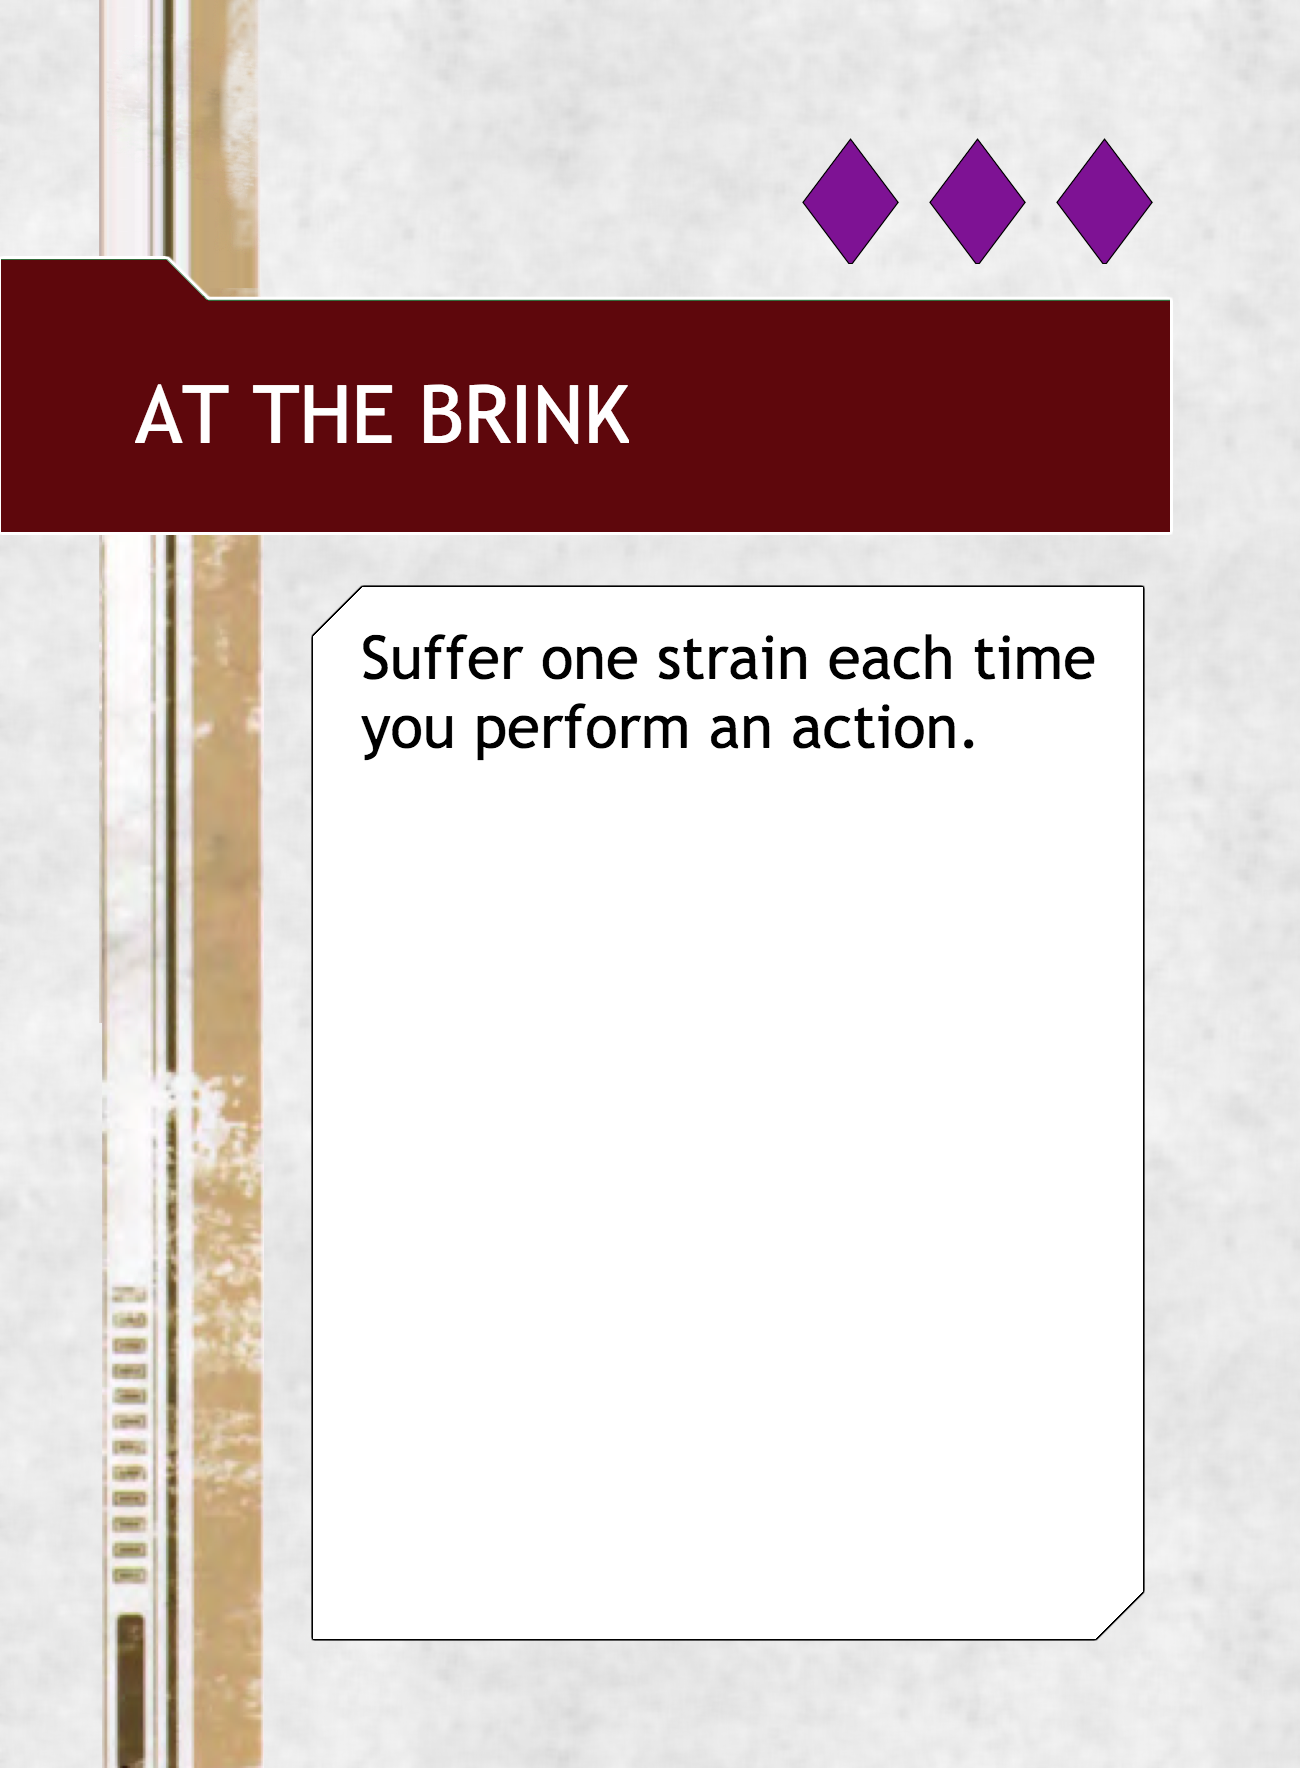 AT THE BRINK
Suffer one strain each time
you perform an action.